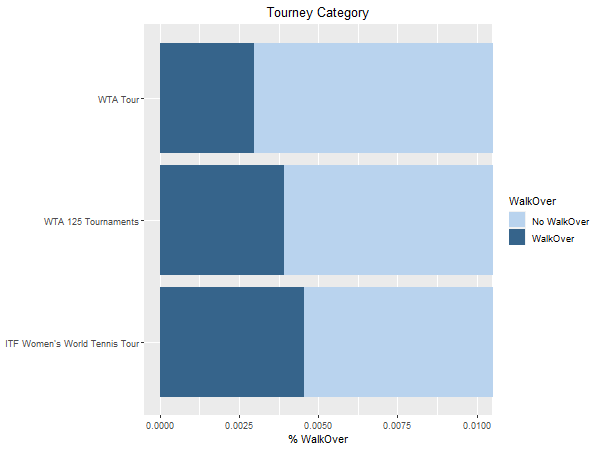 Tourney Category
WTA Tour
WTA 125 Tournaments
ITF Women's World Tennis Tour
0.0000 0.0025 0.0050 0.0075 0.0100
% WalkOver
WalkOver
No WalkOver
WalkOver